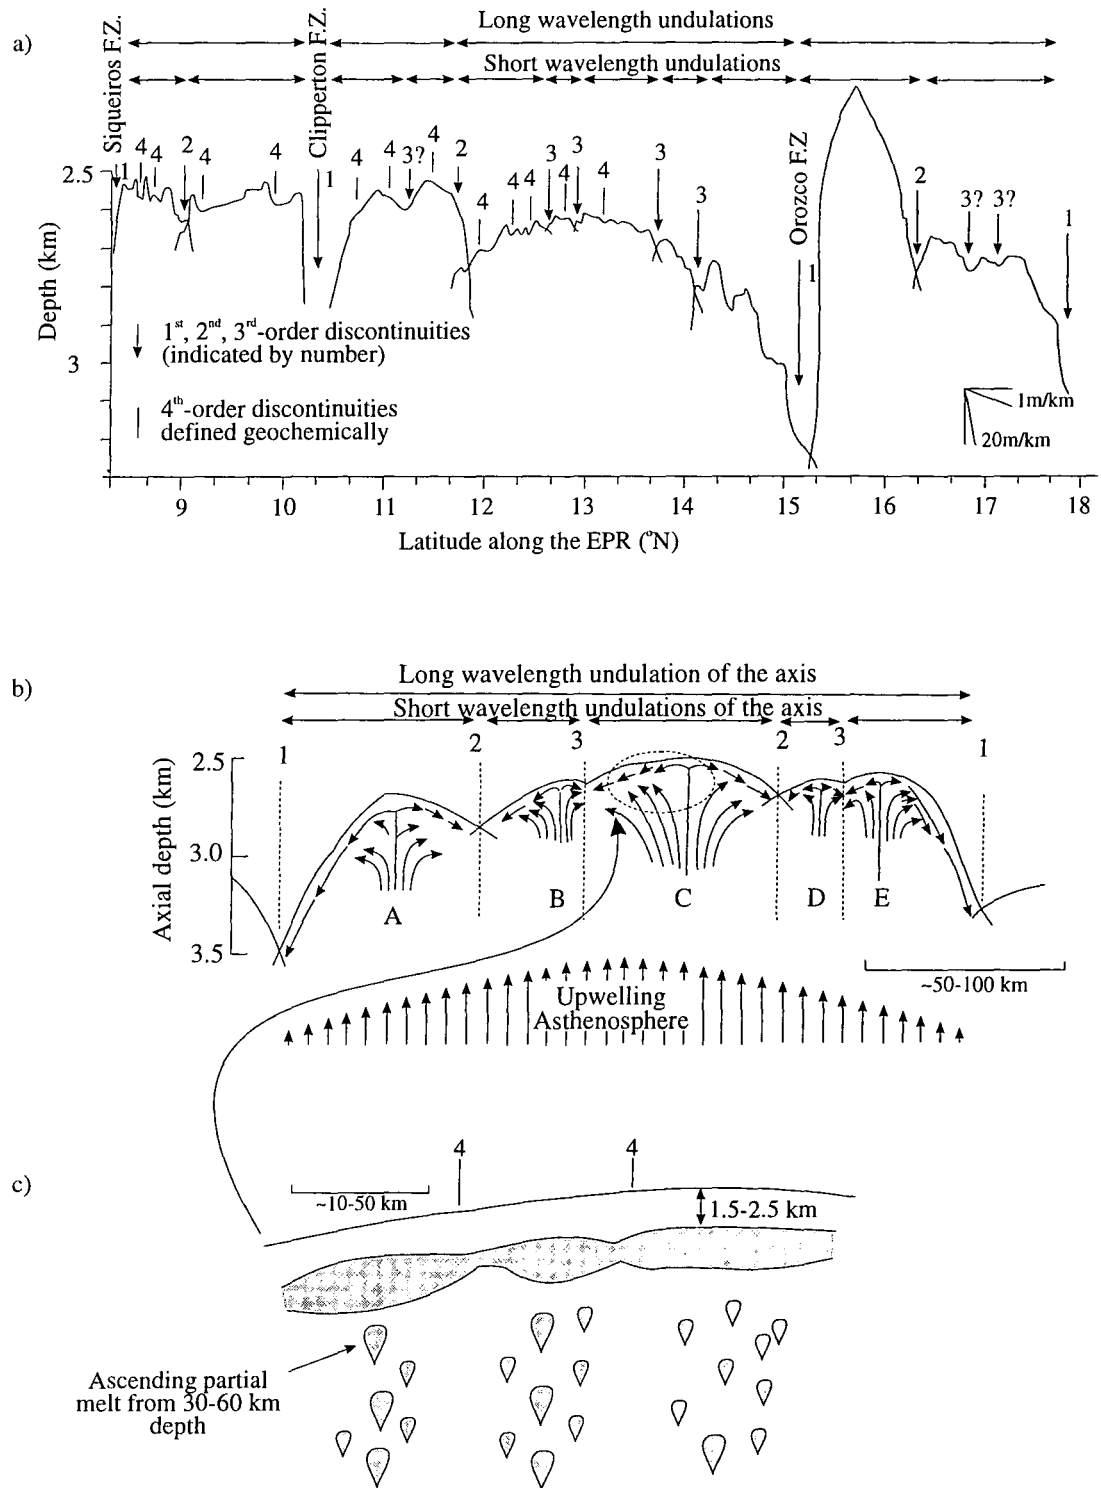 a)
Long wavelength undulations
Short wavelength undulations
Siqueiros F.Z.
Clipperton F.Z.
Orozco F.Z
1 4 4 2 4 4 1 4 4 3? 4 2 4 4 4 3 4 3 4 3 3 1 2 3? 3? 1
2.5
3
Depth (km)
1st, 2nd, 3rd-order discontinuities
(indicated by number)
4th-order discontinuities
defined geochemically
1m/km
20m/km
9 10 11 12 13 14 15 16 17 18
Latitude along the EPR (°N)
b)
Long wavelength undulation of the axis
Short wavelength undulations of the axis
1 2 3 2 3 1
2.5
3.0
3.5
Axial depth (km)
A B C D E
~50-100 km
Upwelling
Asthenosphere
c)
4 4
~10-50 km
1.5-2.5 km
Ascending partial
melt from 30-60 km
depth